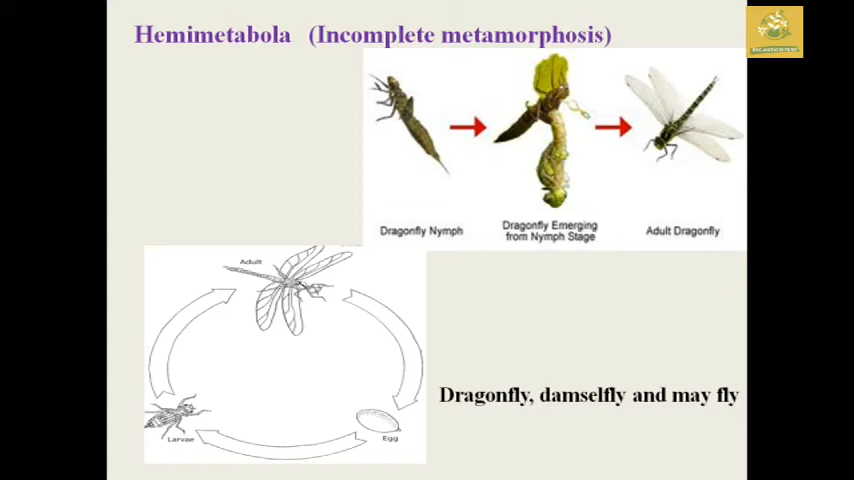 Hemimetabola (Incomplete metamorphosis)
Dragonfly Nymph
Dragonfly Emerging
from Nymph Stage
Adult Dragonfly
Adult
Larvae
Egg
Dragonfly, damselfly and may fly